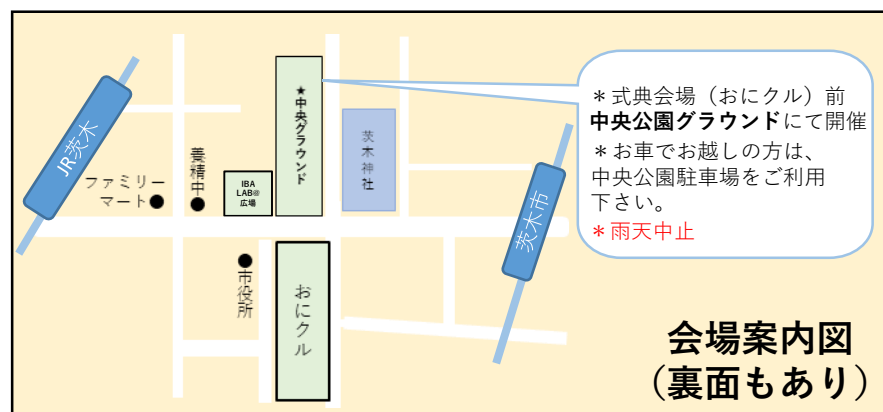 JR茨木
ファミリー
マート●
養精中●
IBA
LAB@
広場
★中央グラウンド
茨木神社
＊式典会場（おにクル）前
中央公園グラウンドにて開催
＊お車でお越しの方は、
中央公園駐車場をご利用
下さい。
＊雨天中止
茨木市
●市役所
おにクル
会場案内図
（裏面もあり）